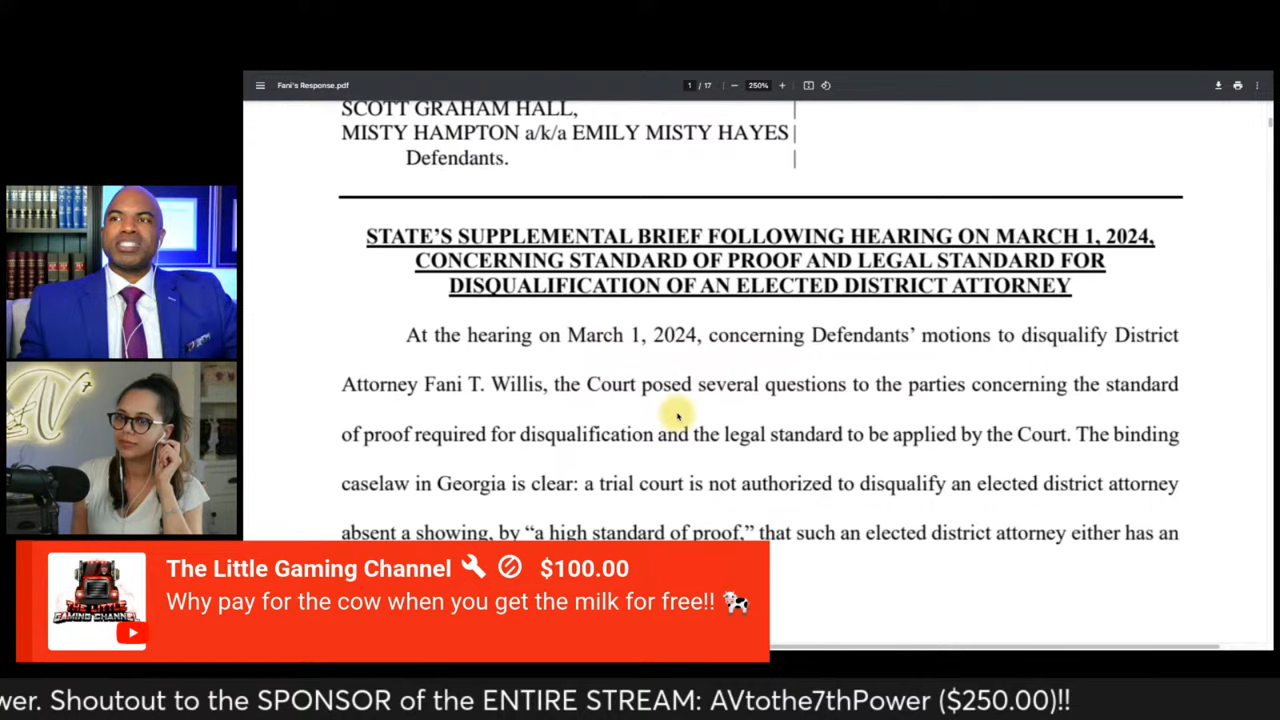 Fani's Response.pdf
1 / 17
250%
SCOTT GRAHAM HALL,
MISTY HAMPTON a/k/a EMILY MISTY HAYES
Defendants.
STATE'S SUPPLEMENTAL BRIEF FOLLOWING HEARING ON MARCH 1, 2024,
CONCERNING STANDARD OF PROOF AND LEGAL STANDARD FOR
DISQUALIFICATION OF AN ELECTED DISTRICT ATTORNEY
At the hearing on March 1, 2024, concerning Defendants' motions to disqualify District
Attorney Fani T. Willis, the Court posed several questions to the parties concerning the standard
of proof required for disqualification and the legal standard to be applied by the Court. The binding
caselaw in Georgia is clear: a trial court is not authorized to disqualify an elected district attorney
absent a showing, by “a high standard of proof,” that such an elected district attorney either has an
AV7
THE LITTLE
GAMING CHANNEL
The Little Gaming Channel $100.00
Why pay for the cow when you get the milk for free!! 🐄
wer. Shoutout to the SPONSOR of the ENTIRE STREAM: AVtothe7thPower ($250.00)!!